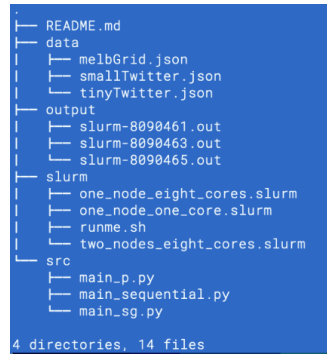 .
├── README.md
├── data
│   ├── melbGrid.json
│   ├── smallTwitter.json
│   └── tinyTwitter.json
├── output
│   ├── slurm-8090461.out
│   ├── slurm-8090463.out
│   └── slurm-8090465.out
├── slurm
│   ├── one_node_eight_cores.slurm
│   ├── one_node_one_core.slurm
│   ├── runme.sh
│   └── two_nodes_eight_cores.slurm
└── src
    ├── main_p.py
    ├── main_sequential.py
    └── main_sg.py
4 directories, 14 files